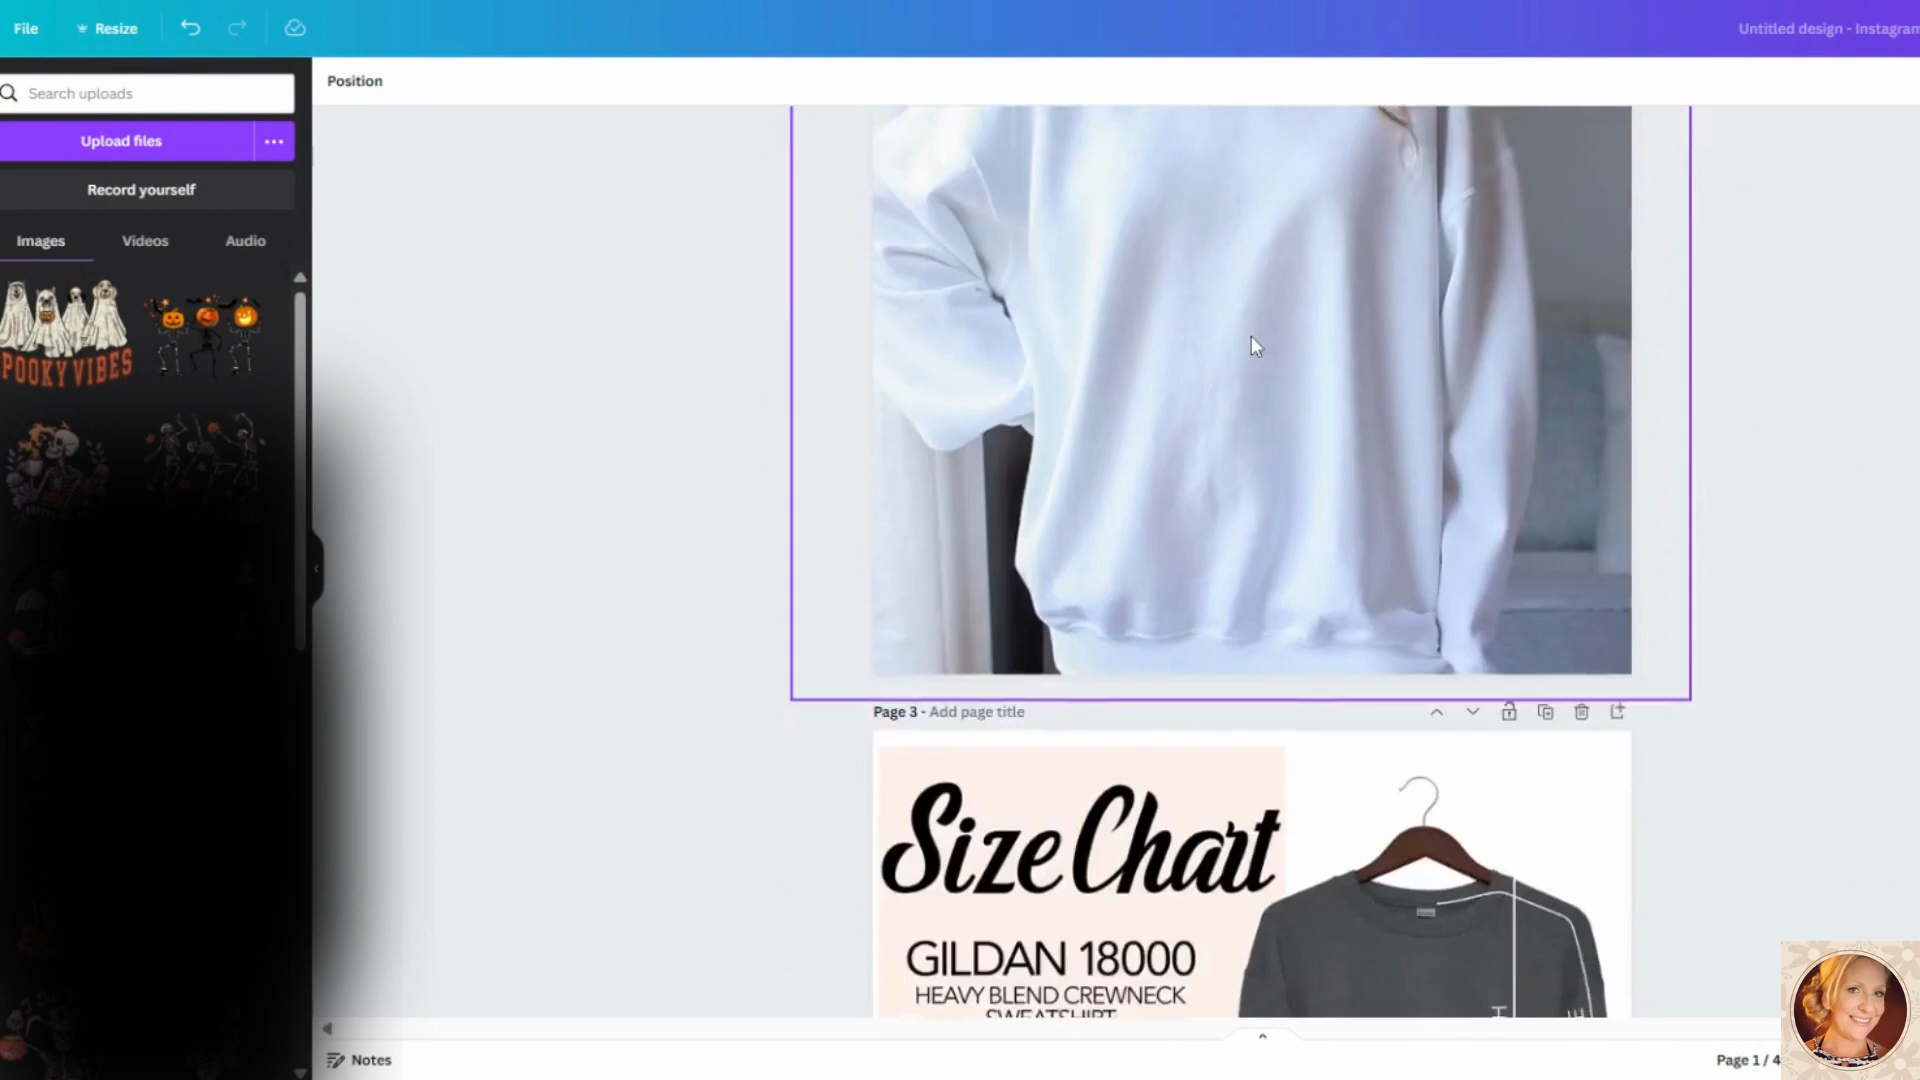 File
Resize
Untitled design - Instagram
Search uploads
Position
Upload files
Record yourself
Images
Videos
Audio
POOKY VIBES
Page 3 - Add page title
Size Chart
GILDAN 18000
HEAVY BLEND CREWNECK
SWEATSHIRT
Notes
Page 1 / 4